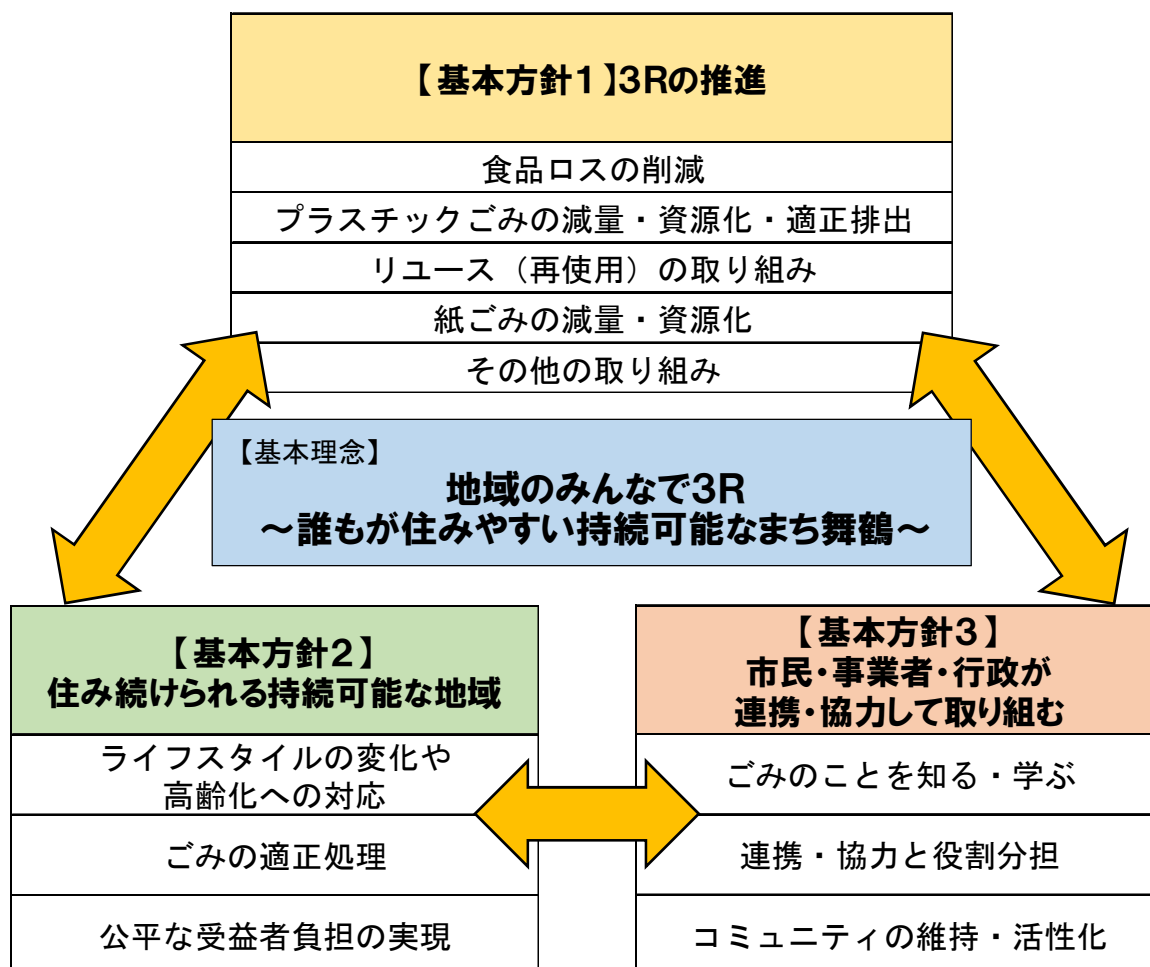 【基本方針1】3Rの推進
食品ロスの削減
プラスチックごみの減量・資源化・適正排出
リユース（再使用）の取り組み
紙ごみの減量・資源化
その他の取り組み
【基本理念】
地域のみんなで3R
～誰もが住みやすい持続可能なまち舞鶴～
【基本方針2】
住み続けられる持続可能な地域
ライフスタイルの変化や
高齢化への対応
ごみの適正処理
公平な受益者負担の実現
【基本方針3】
市民・事業者・行政が
連携・協力して取り組む
ごみのことを知る・学ぶ
連携・協力と役割分担
コミュニティの維持・活性化